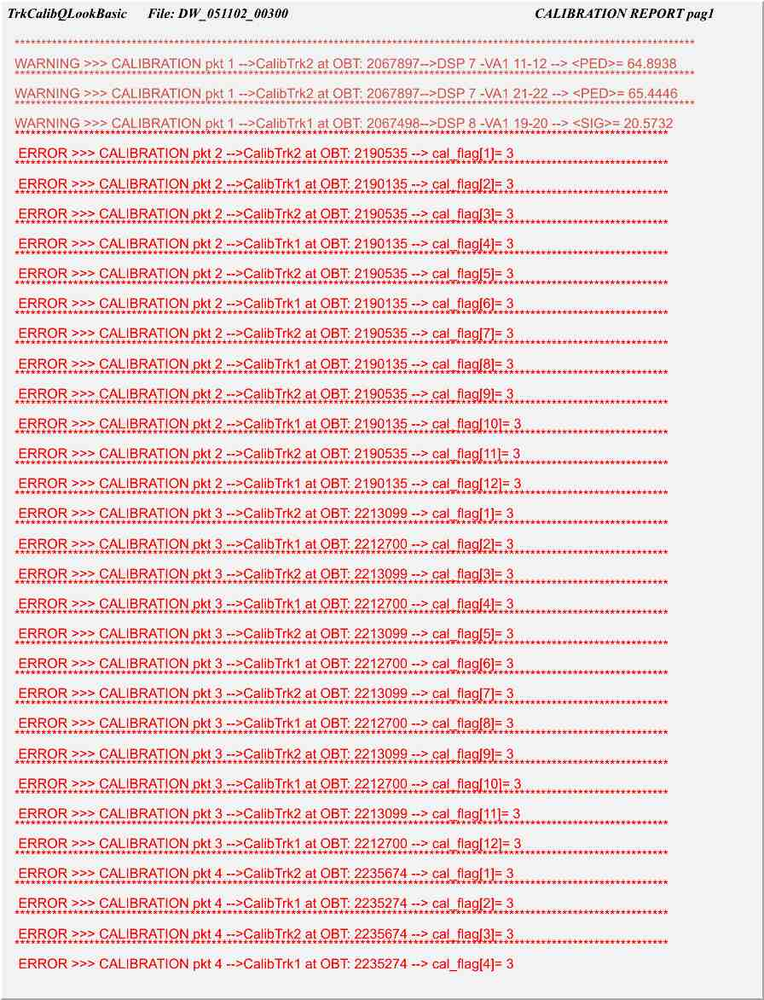 TrkCalibQLookBasic File: DW_051102_00300 CALIBRATION REPORT pag1
********************************************************************************************************************************
WARNING >>> CALIBRATION pkt 1 -->CalibTrk2 at OBT: 2067897-->DSP 7 -VA1 11-12 --> <PED>= 64.8938
********************************************************************************************************************************
WARNING >>> CALIBRATION pkt 1 -->CalibTrk2 at OBT: 2067897-->DSP 7 -VA1 21-22 --> <PED>= 65.4446
********************************************************************************************************************************
WARNING >>> CALIBRATION pkt 1 -->CalibTrk1 at OBT: 2067498-->DSP 8 -VA1 19-20 --> <SIG>= 20.5732
***************************************************************************************************************************
ERROR >>> CALIBRATION pkt 2 -->CalibTrk2 at OBT: 2190535 --> cal_flag[1]= 3
***************************************************************************************************************************
ERROR >>> CALIBRATION pkt 2 -->CalibTrk1 at OBT: 2190135 --> cal_flag[2]= 3
***************************************************************************************************************************
ERROR >>> CALIBRATION pkt 2 -->CalibTrk2 at OBT: 2190535 --> cal_flag[3]= 3
***************************************************************************************************************************
ERROR >>> CALIBRATION pkt 2 -->CalibTrk1 at OBT: 2190135 --> cal_flag[4]= 3
***************************************************************************************************************************
ERROR >>> CALIBRATION pkt 2 -->CalibTrk2 at OBT: 2190535 --> cal_flag[5]= 3
***************************************************************************************************************************
ERROR >>> CALIBRATION pkt 2 -->CalibTrk1 at OBT: 2190135 --> cal_flag[6]= 3
***************************************************************************************************************************
ERROR >>> CALIBRATION pkt 2 -->CalibTrk2 at OBT: 2190535 --> cal_flag[7]= 3
***************************************************************************************************************************
ERROR >>> CALIBRATION pkt 2 -->CalibTrk1 at OBT: 2190135 --> cal_flag[8]= 3
***************************************************************************************************************************
ERROR >>> CALIBRATION pkt 2 -->CalibTrk2 at OBT: 2190535 --> cal_flag[9]= 3
***************************************************************************************************************************
ERROR >>> CALIBRATION pkt 2 -->CalibTrk1 at OBT: 2190135 --> cal_flag[10]= 3
***************************************************************************************************************************
ERROR >>> CALIBRATION pkt 2 -->CalibTrk2 at OBT: 2190535 --> cal_flag[11]= 3
***************************************************************************************************************************
ERROR >>> CALIBRATION pkt 2 -->CalibTrk1 at OBT: 2190135 --> cal_flag[12]= 3
***************************************************************************************************************************
ERROR >>> CALIBRATION pkt 3 -->CalibTrk2 at OBT: 2213099 --> cal_flag[1]= 3
***************************************************************************************************************************
ERROR >>> CALIBRATION pkt 3 -->CalibTrk1 at OBT: 2212700 --> cal_flag[2]= 3
***************************************************************************************************************************
ERROR >>> CALIBRATION pkt 3 -->CalibTrk2 at OBT: 2213099 --> cal_flag[3]= 3
***************************************************************************************************************************
ERROR >>> CALIBRATION pkt 3 -->CalibTrk1 at OBT: 2212700 --> cal_flag[4]= 3
***************************************************************************************************************************
ERROR >>> CALIBRATION pkt 3 -->CalibTrk2 at OBT: 2213099 --> cal_flag[5]= 3
***************************************************************************************************************************
ERROR >>> CALIBRATION pkt 3 -->CalibTrk1 at OBT: 2212700 --> cal_flag[6]= 3
***************************************************************************************************************************
ERROR >>> CALIBRATION pkt 3 -->CalibTrk2 at OBT: 2213099 --> cal_flag[7]= 3
***************************************************************************************************************************
ERROR >>> CALIBRATION pkt 3 -->CalibTrk1 at OBT: 2212700 --> cal_flag[8]= 3
***************************************************************************************************************************
ERROR >>> CALIBRATION pkt 3 -->CalibTrk2 at OBT: 2213099 --> cal_flag[9]= 3
***************************************************************************************************************************
ERROR >>> CALIBRATION pkt 3 -->CalibTrk1 at OBT: 2212700 --> cal_flag[10]= 3
***************************************************************************************************************************
ERROR >>> CALIBRATION pkt 3 -->CalibTrk2 at OBT: 2213099 --> cal_flag[11]= 3
***************************************************************************************************************************
ERROR >>> CALIBRATION pkt 3 -->CalibTrk1 at OBT: 2212700 --> cal_flag[12]= 3
***************************************************************************************************************************
ERROR >>> CALIBRATION pkt 4 -->CalibTrk2 at OBT: 2235674 --> cal_flag[1]= 3
***************************************************************************************************************************
ERROR >>> CALIBRATION pkt 4 -->CalibTrk1 at OBT: 2235274 --> cal_flag[2]= 3
***************************************************************************************************************************
ERROR >>> CALIBRATION pkt 4 -->CalibTrk2 at OBT: 2235674 --> cal_flag[3]= 3
***************************************************************************************************************************
ERROR >>> CALIBRATION pkt 4 -->CalibTrk1 at OBT: 2235274 --> cal_flag[4]= 3